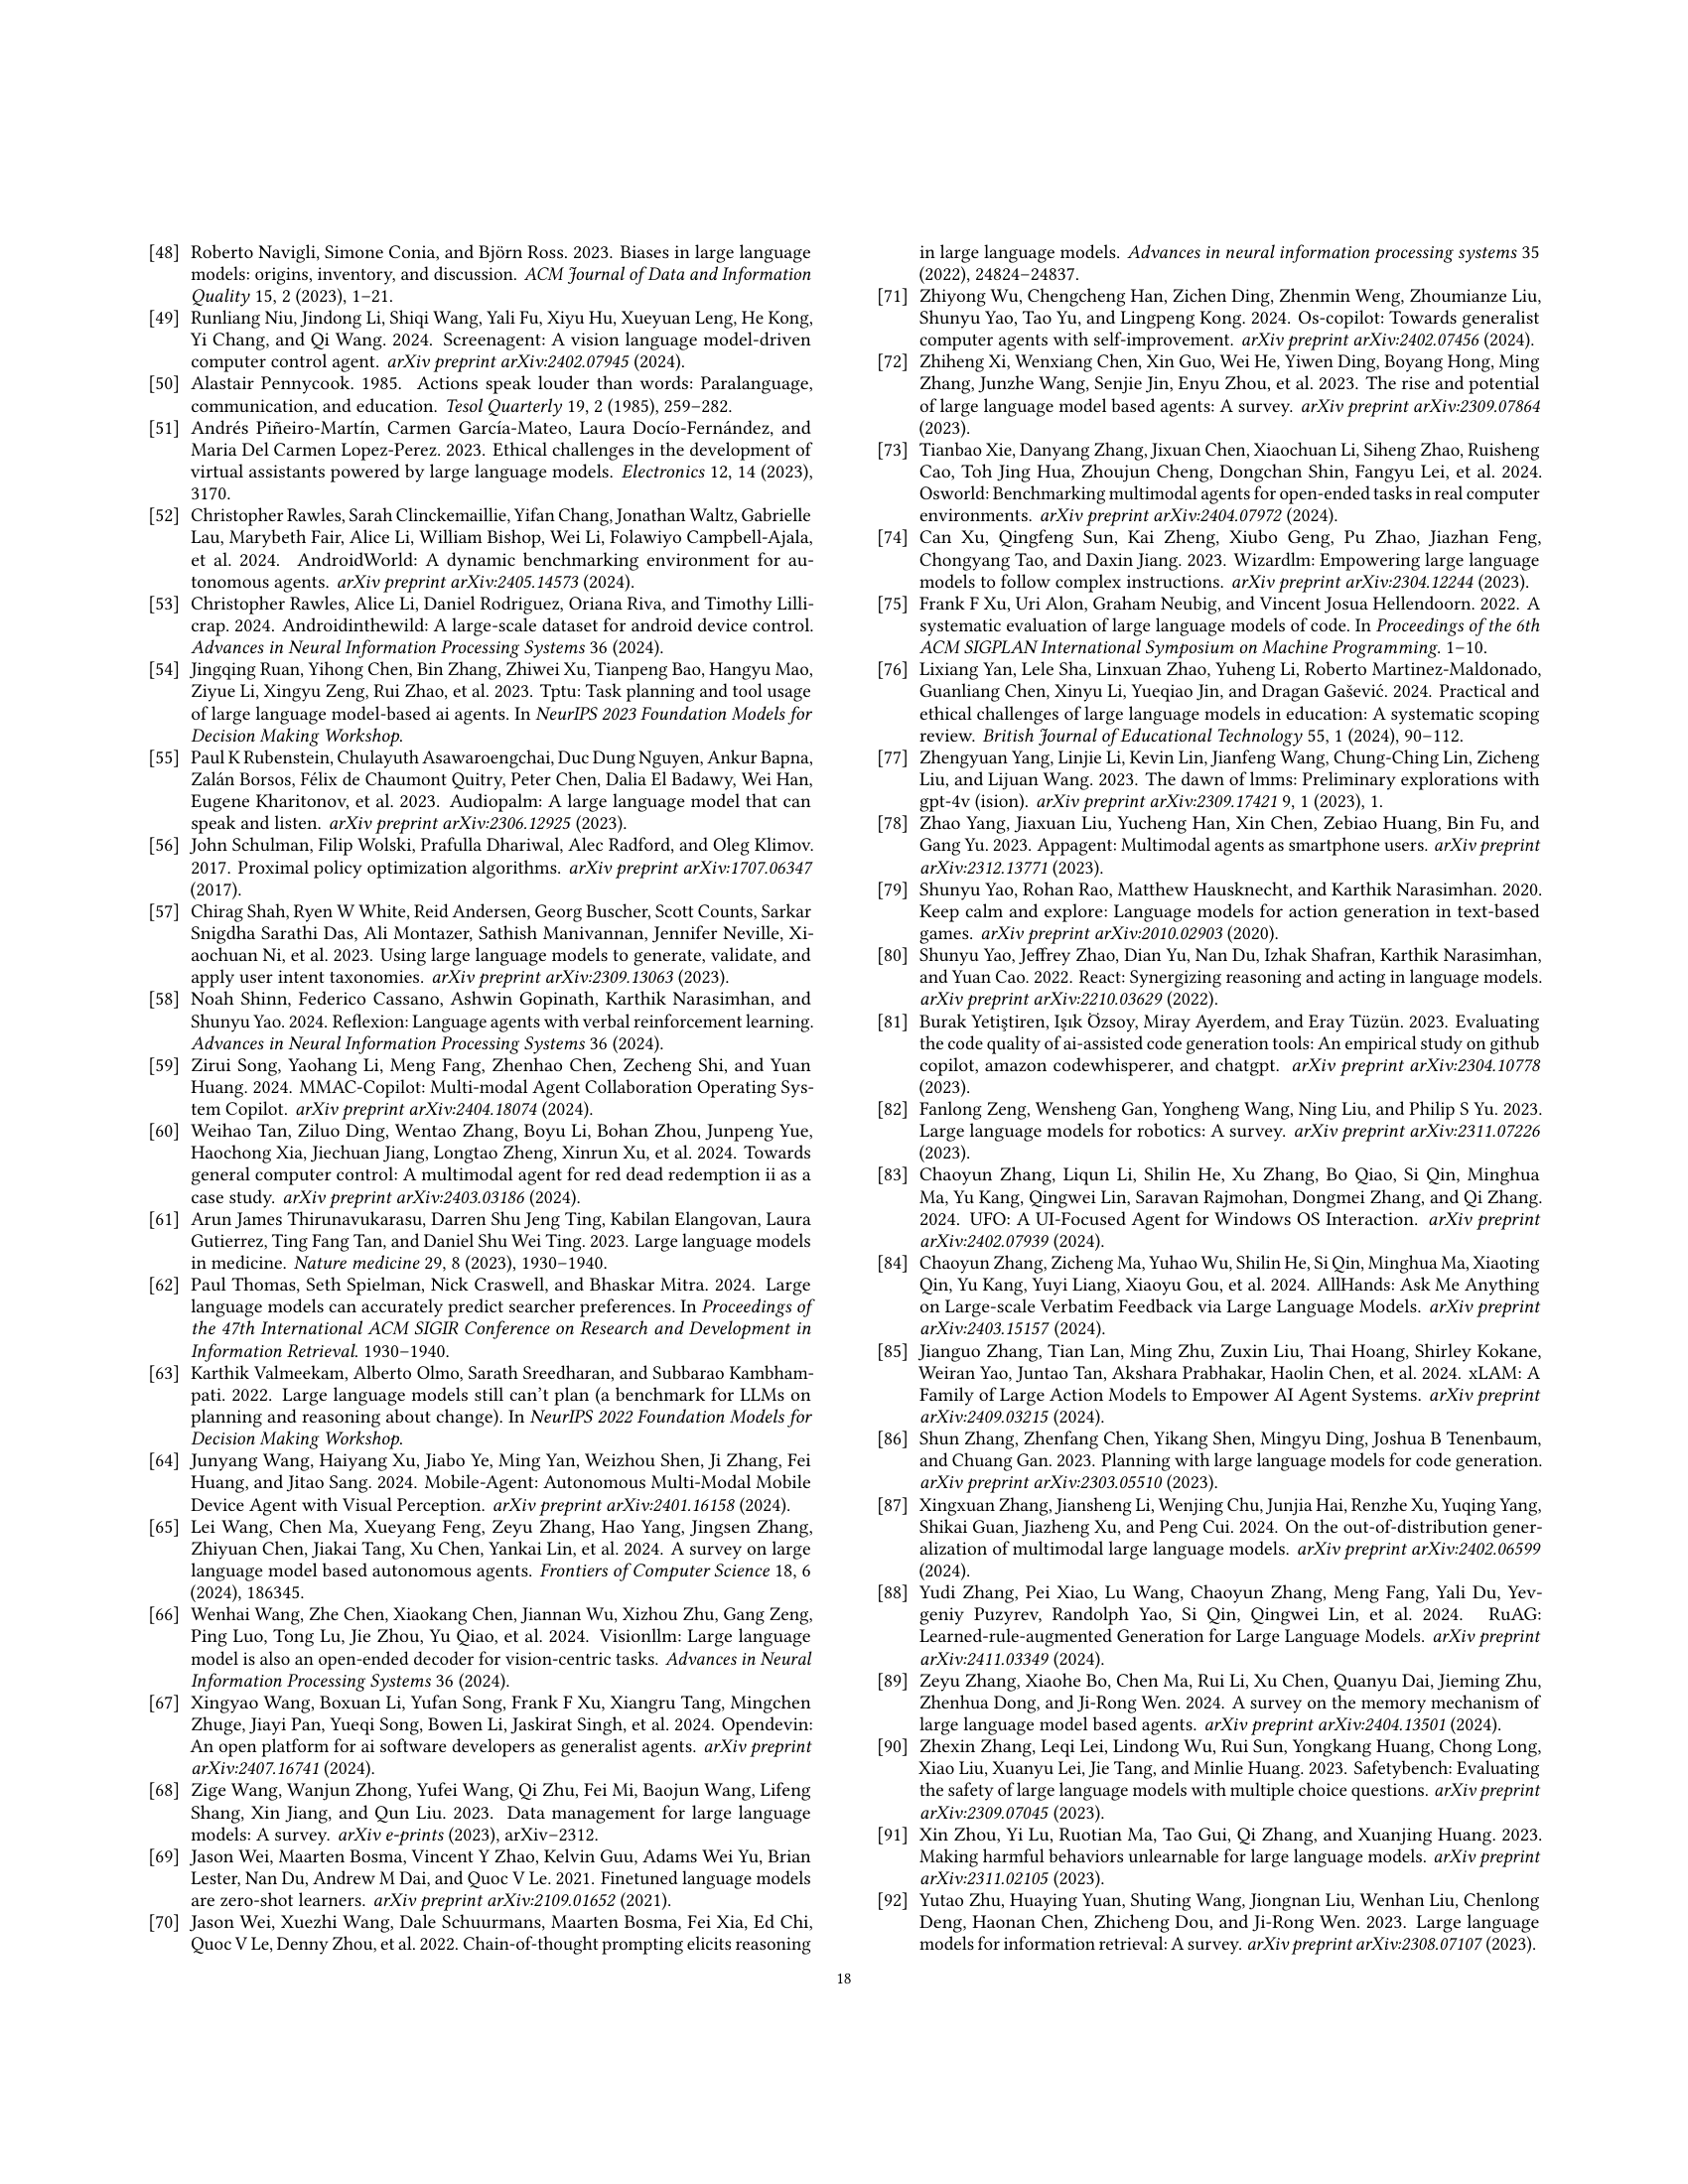 [48] Roberto Navigli, Simone Conia, and Björn Ross. 2023. Biases in large language
models: origins, inventory, and discussion. ACM Journal of Data and Information
Quality 15, 2 (2023), 1–21.
[49] Runliang Niu, Jindong Li, Shiqi Wang, Yali Fu, Xiyu Hu, Xueyuan Leng, He Kong,
Yi Chang, and Qi Wang. 2024. Screenagent: A vision language model-driven
computer control agent. arXiv preprint arXiv:2402.07945 (2024).
[50] Alastair Pennycook. 1985. Actions speak louder than words: Paralanguage,
communication, and education. Tesol Quarterly 19, 2 (1985), 259–282.
[51] Andrés Piñeiro-Martín, Carmen García-Mateo, Laura Docío-Fernández, and
Maria Del Carmen Lopez-Perez. 2023. Ethical challenges in the development of
virtual assistants powered by large language models. Electronics 12, 14 (2023),
3170.
[52] Christopher Rawles, Sarah Clinckemaillie, Yifan Chang, Jonathan Waltz, Gabrielle
Lau, Marybeth Fair, Alice Li, William Bishop, Wei Li, Folawiyo Campbell-Ajala,
et al. 2024. AndroidWorld: A dynamic benchmarking environment for au-
tonomous agents. arXiv preprint arXiv:2405.14573 (2024).
[53] Christopher Rawles, Alice Li, Daniel Rodriguez, Oriana Riva, and Timothy Lilli-
crap. 2024. Androidinthewild: A large-scale dataset for android device control.
Advances in Neural Information Processing Systems 36 (2024).
[54] Jingqing Ruan, Yihong Chen, Bin Zhang, Zhiwei Xu, Tianpeng Bao, Hangyu Mao,
Ziyue Li, Xingyu Zeng, Rui Zhao, et al. 2023. Tptu: Task planning and tool usage
of large language model-based ai agents. In NeurIPS 2023 Foundation Models for
Decision Making Workshop.
[55] Paul K Rubenstein, Chulayuth Asawaroengchai, Duc Dung Nguyen, Ankur Bapna,
Zalán Borsos, Félix de Chaumont Quitry, Peter Chen, Dalia El Badawy, Wei Han,
Eugene Kharitonov, et al. 2023. Audiopalm: A large language model that can
speak and listen. arXiv preprint arXiv:2306.12925 (2023).
[56] John Schulman, Filip Wolski, Prafulla Dhariwal, Alec Radford, and Oleg Klimov.
2017. Proximal policy optimization algorithms. arXiv preprint arXiv:1707.06347
(2017).
[57] Chirag Shah, Ryen W White, Reid Andersen, Georg Buscher, Scott Counts, Sarkar
Snigdha Sarathi Das, Ali Montazer, Sathish Manivannan, Jennifer Neville, Xi-
aochuan Ni, et al. 2023. Using large language models to generate, validate, and
apply user intent taxonomies. arXiv preprint arXiv:2309.13063 (2023).
[58] Noah Shinn, Federico Cassano, Ashwin Gopinath, Karthik Narasimhan, and
Shunyu Yao. 2024. Reflexion: Language agents with verbal reinforcement learning.
Advances in Neural Information Processing Systems 36 (2024).
[59] Zirui Song, Yaohang Li, Meng Fang, Zhenhao Chen, Zecheng Shi, and Yuan
Huang. 2024. MMAC-Copilot: Multi-modal Agent Collaboration Operating Sys-
tem Copilot. arXiv preprint arXiv:2404.18074 (2024).
[60] Weihao Tan, Ziluo Ding, Wentao Zhang, Boyu Li, Bohan Zhou, Junpeng Yue,
Haochong Xia, Jiechuan Jiang, Longtao Zheng, Xinrun Xu, et al. 2024. Towards
general computer control: A multimodal agent for red dead redemption ii as a
case study. arXiv preprint arXiv:2403.03186 (2024).
[61] Arun James Thirunavukarasu, Darren Shu Jeng Ting, Kabilan Elangovan, Laura
Gutierrez, Ting Fang Tan, and Daniel Shu Wei Ting. 2023. Large language models
in medicine. Nature medicine 29, 8 (2023), 1930–1940.
[62] Paul Thomas, Seth Spielman, Nick Craswell, and Bhaskar Mitra. 2024. Large
language models can accurately predict searcher preferences. In Proceedings of
the 47th International ACM SIGIR Conference on Research and Development in
Information Retrieval. 1930–1940.
[63] Karthik Valmeekam, Alberto Olmo, Sarath Sreedharan, and Subbarao Kambham-
pati. 2022. Large language models still can't plan (a benchmark for LLMs on
planning and reasoning about change). In NeurIPS 2022 Foundation Models for
Decision Making Workshop.
[64] Junyang Wang, Haiyang Xu, Jiabo Ye, Ming Yan, Weizhou Shen, Ji Zhang, Fei
Huang, and Jitao Sang. 2024. Mobile-Agent: Autonomous Multi-Modal Mobile
Device Agent with Visual Perception. arXiv preprint arXiv:2401.16158 (2024).
[65] Lei Wang, Chen Ma, Xueyang Feng, Zeyu Zhang, Hao Yang, Jingsen Zhang,
Zhiyuan Chen, Jiakai Tang, Xu Chen, Yankai Lin, et al. 2024. A survey on large
language model based autonomous agents. Frontiers of Computer Science 18, 6
(2024), 186345.
[66] Wenhai Wang, Zhe Chen, Xiaokang Chen, Jiannan Wu, Xizhou Zhu, Gang Zeng,
Ping Luo, Tong Lu, Jie Zhou, Yu Qiao, et al. 2024. Visionllm: Large language
model is also an open-ended decoder for vision-centric tasks. Advances in Neural
Information Processing Systems 36 (2024).
[67] Xingyao Wang, Boxuan Li, Yufan Song, Frank F Xu, Xiangru Tang, Mingchen
Zhuge, Jiayi Pan, Yueqi Song, Bowen Li, Jaskirat Singh, et al. 2024. Opendevin:
An open platform for ai software developers as generalist agents. arXiv preprint
arXiv:2407.16741 (2024).
[68] Zige Wang, Wanjun Zhong, Yufei Wang, Qi Zhu, Fei Mi, Baojun Wang, Lifeng
Shang, Xin Jiang, and Qun Liu. 2023. Data management for large language
models: A survey. arXiv e-prints (2023), arXiv–2312.
[69] Jason Wei, Maarten Bosma, Vincent Y Zhao, Kelvin Guu, Adams Wei Yu, Brian
Lester, Nan Du, Andrew M Dai, and Quoc V Le. 2021. Finetuned language models
are zero-shot learners. arXiv preprint arXiv:2109.01652 (2021).
[70] Jason Wei, Xuezhi Wang, Dale Schuurmans, Maarten Bosma, Fei Xia, Ed Chi,
Quoc V Le, Denny Zhou, et al. 2022. Chain-of-thought prompting elicits reasoning
in large language models. Advances in neural information processing systems 35
(2022), 24824–24837.
[71] Zhiyong Wu, Chengcheng Han, Zichen Ding, Zhenmin Weng, Zhoumianze Liu,
Shunyu Yao, Tao Yu, and Lingpeng Kong. 2024. Os-copilot: Towards generalist
computer agents with self-improvement. arXiv preprint arXiv:2402.07456 (2024).
[72] Zhiheng Xi, Wenxiang Chen, Xin Guo, Wei He, Yiwen Ding, Boyang Hong, Ming
Zhang, Junzhe Wang, Senjie Jin, Enyu Zhou, et al. 2023. The rise and potential
of large language model based agents: A survey. arXiv preprint arXiv:2309.07864
(2023).
[73] Tianbao Xie, Danyang Zhang, Jixuan Chen, Xiaochuan Li, Siheng Zhao, Ruisheng
Cao, Toh Jing Hua, Zhoujun Cheng, Dongchan Shin, Fangyu Lei, et al. 2024.
Osworld: Benchmarking multimodal agents for open-ended tasks in real computer
environments. arXiv preprint arXiv:2404.07972 (2024).
[74] Can Xu, Qingfeng Sun, Kai Zheng, Xiubo Geng, Pu Zhao, Jiazhan Feng,
Chongyang Tao, and Daxin Jiang. 2023. Wizardlm: Empowering large language
models to follow complex instructions. arXiv preprint arXiv:2304.12244 (2023).
[75] Frank F Xu, Uri Alon, Graham Neubig, and Vincent Josua Hellendoorn. 2022. A
systematic evaluation of large language models of code. In Proceedings of the 6th
ACM SIGPLAN International Symposium on Machine Programming. 1–10.
[76] Lixiang Yan, Lele Sha, Linxuan Zhao, Yuheng Li, Roberto Martinez-Maldonado,
Guanliang Chen, Xinyu Li, Yueqiao Jin, and Dragan Gašević. 2024. Practical and
ethical challenges of large language models in education: A systematic scoping
review. British Journal of Educational Technology 55, 1 (2024), 90–112.
[77] Zhengyuan Yang, Linjie Li, Kevin Lin, Jianfeng Wang, Chung-Ching Lin, Zicheng
Liu, and Lijuan Wang. 2023. The dawn of lmms: Preliminary explorations with
gpt-4v (ision). arXiv preprint arXiv:2309.17421 9, 1 (2023), 1.
[78] Zhao Yang, Jiaxuan Liu, Yucheng Han, Xin Chen, Zebiao Huang, Bin Fu, and
Gang Yu. 2023. Appagent: Multimodal agents as smartphone users. arXiv preprint
arXiv:2312.13771 (2023).
[79] Shunyu Yao, Rohan Rao, Matthew Hausknecht, and Karthik Narasimhan. 2020.
Keep calm and explore: Language models for action generation in text-based
games. arXiv preprint arXiv:2010.02903 (2020).
[80] Shunyu Yao, Jeffrey Zhao, Dian Yu, Nan Du, Izhak Shafran, Karthik Narasimhan,
and Yuan Cao. 2022. React: Synergizing reasoning and acting in language models.
arXiv preprint arXiv:2210.03629 (2022).
[81] Burak Yetiştiren, Işık Özsoy, Miray Ayerdem, and Eray Tüzün. 2023. Evaluating
the code quality of ai-assisted code generation tools: An empirical study on github
copilot, amazon codewhisperer, and chatgpt. arXiv preprint arXiv:2304.10778
(2023).
[82] Fanlong Zeng, Wensheng Gan, Yongheng Wang, Ning Liu, and Philip S Yu. 2023.
Large language models for robotics: A survey. arXiv preprint arXiv:2311.07226
(2023).
[83] Chaoyun Zhang, Liqun Li, Shilin He, Xu Zhang, Bo Qiao, Si Qin, Minghua
Ma, Yu Kang, Qingwei Lin, Saravan Rajmohan, Dongmei Zhang, and Qi Zhang.
2024. UFO: A UI-Focused Agent for Windows OS Interaction. arXiv preprint
arXiv:2402.07939 (2024).
[84] Chaoyun Zhang, Zicheng Ma, Yuhao Wu, Shilin He, Si Qin, Minghua Ma, Xiaoting
Qin, Yu Kang, Yuyi Liang, Xiaoyu Gou, et al. 2024. AllHands: Ask Me Anything
on Large-scale Verbatim Feedback via Large Language Models. arXiv preprint
arXiv:2403.15157 (2024).
[85] Jianguo Zhang, Tian Lan, Ming Zhu, Zuxin Liu, Thai Hoang, Shirley Kokane,
Weiran Yao, Juntao Tan, Akshara Prabhakar, Haolin Chen, et al. 2024. xLAM: A
Family of Large Action Models to Empower AI Agent Systems. arXiv preprint
arXiv:2409.03215 (2024).
[86] Shun Zhang, Zhenfang Chen, Yikang Shen, Mingyu Ding, Joshua B Tenenbaum,
and Chuang Gan. 2023. Planning with large language models for code generation.
arXiv preprint arXiv:2303.05510 (2023).
[87] Xingxuan Zhang, Jiansheng Li, Wenjing Chu, Junjia Hai, Renzhe Xu, Yuqing Yang,
Shikai Guan, Jiazheng Xu, and Peng Cui. 2024. On the out-of-distribution gener-
alization of multimodal large language models. arXiv preprint arXiv:2402.06599
(2024).
[88] Yudi Zhang, Pei Xiao, Lu Wang, Chaoyun Zhang, Meng Fang, Yali Du, Yev-
geniy Puzyrev, Randolph Yao, Si Qin, Qingwei Lin, et al. 2024. RuAG:
Learned-rule-augmented Generation for Large Language Models. arXiv preprint
arXiv:2411.03349 (2024).
[89] Zeyu Zhang, Xiaohe Bo, Chen Ma, Rui Li, Xu Chen, Quanyu Dai, Jieming Zhu,
Zhenhua Dong, and Ji-Rong Wen. 2024. A survey on the memory mechanism of
large language model based agents. arXiv preprint arXiv:2404.13501 (2024).
[90] Zhexin Zhang, Leqi Lei, Lindong Wu, Rui Sun, Yongkang Huang, Chong Long,
Xiao Liu, Xuanyu Lei, Jie Tang, and Minlie Huang. 2023. Safetybench: Evaluating
the safety of large language models with multiple choice questions. arXiv preprint
arXiv:2309.07045 (2023).
[91] Xin Zhou, Yi Lu, Ruotian Ma, Tao Gui, Qi Zhang, and Xuanjing Huang. 2023.
Making harmful behaviors unlearnable for large language models. arXiv preprint
arXiv:2311.02105 (2023).
[92] Yutao Zhu, Huaying Yuan, Shuting Wang, Jiongnan Liu, Wenhan Liu, Chenlong
Deng, Haonan Chen, Zhicheng Dou, and Ji-Rong Wen. 2023. Large language
models for information retrieval: A survey. arXiv preprint arXiv:2308.07107 (2023).
18